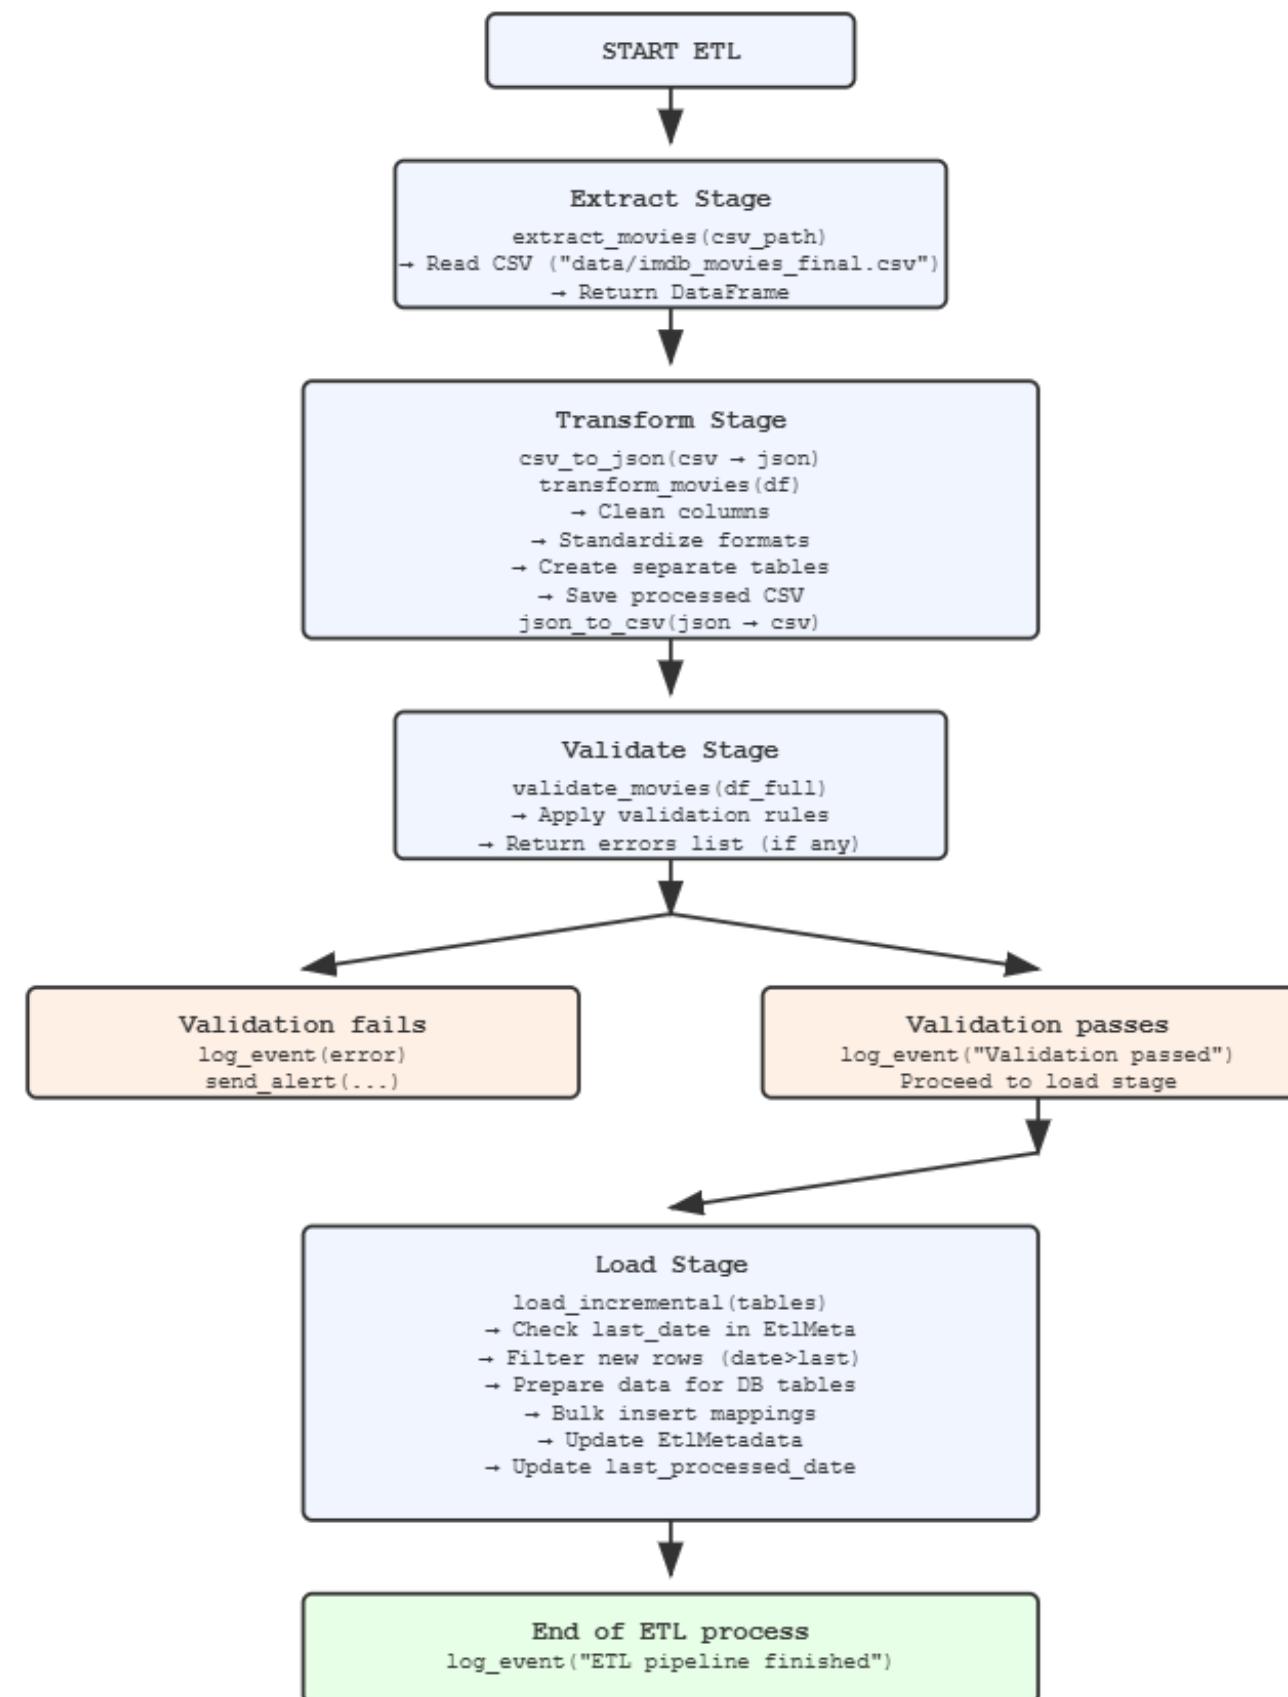 START ETL
Extract Stage
extract_movies(csv_path)
→ Read CSV ("data/imdb_movies_final.csv")
→ Return DataFrame
Transform Stage
csv_to_json(csv → json)
transform_movies(df)
→ Clean columns
→ Standardize formats
→ Create separate tables
→ Save processed CSV
json_to_csv(json → csv)
Validate Stage
validate_movies(df_full)
→ Apply validation rules
→ Return errors list (if any)
Validation fails
log_event(error)
send_alert(...)
Validation passes
log_event("Validation passed")
Proceed to load stage
Load Stage
load_incremental(tables)
→ Check last_date in EtlMeta
→ Filter new rows (date>last)
→ Prepare data for DB tables
→ Bulk insert mappings
→ Update EtlMetadata
→ Update last_processed_date
End of ETL process
log_event("ETL pipeline finished")